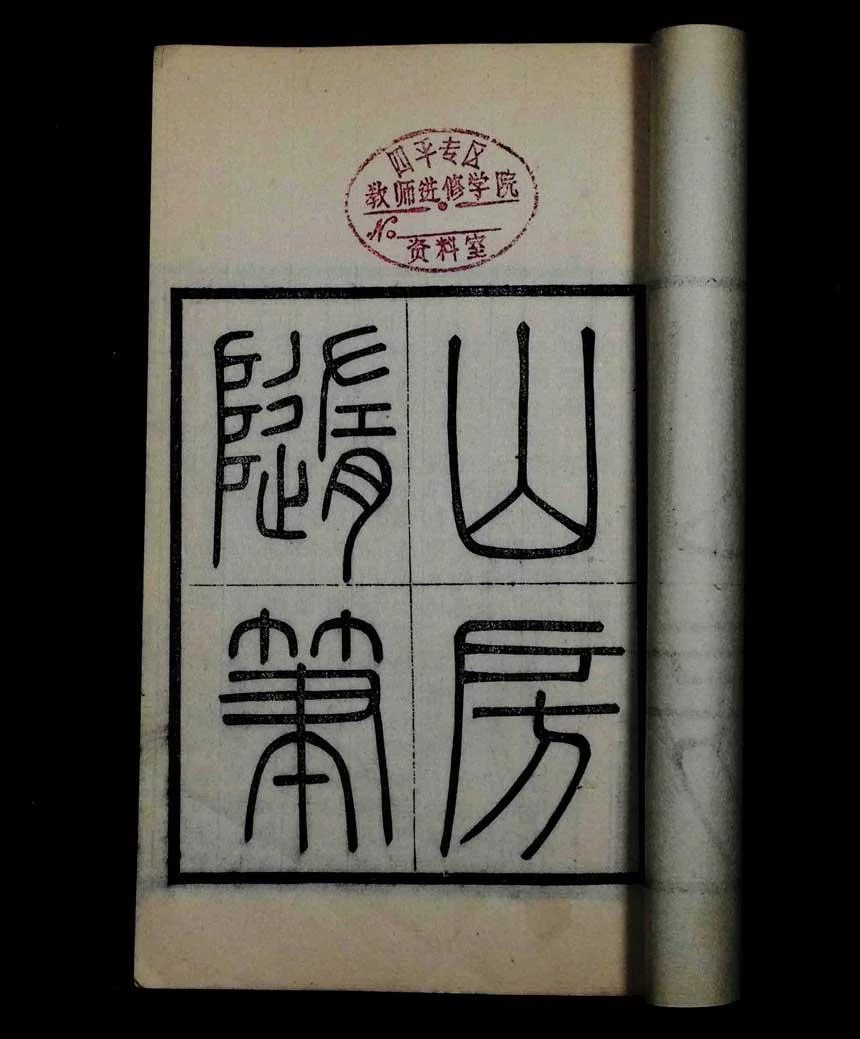 四平专区
教师进修学院
No.
资料室
山房
隨筆